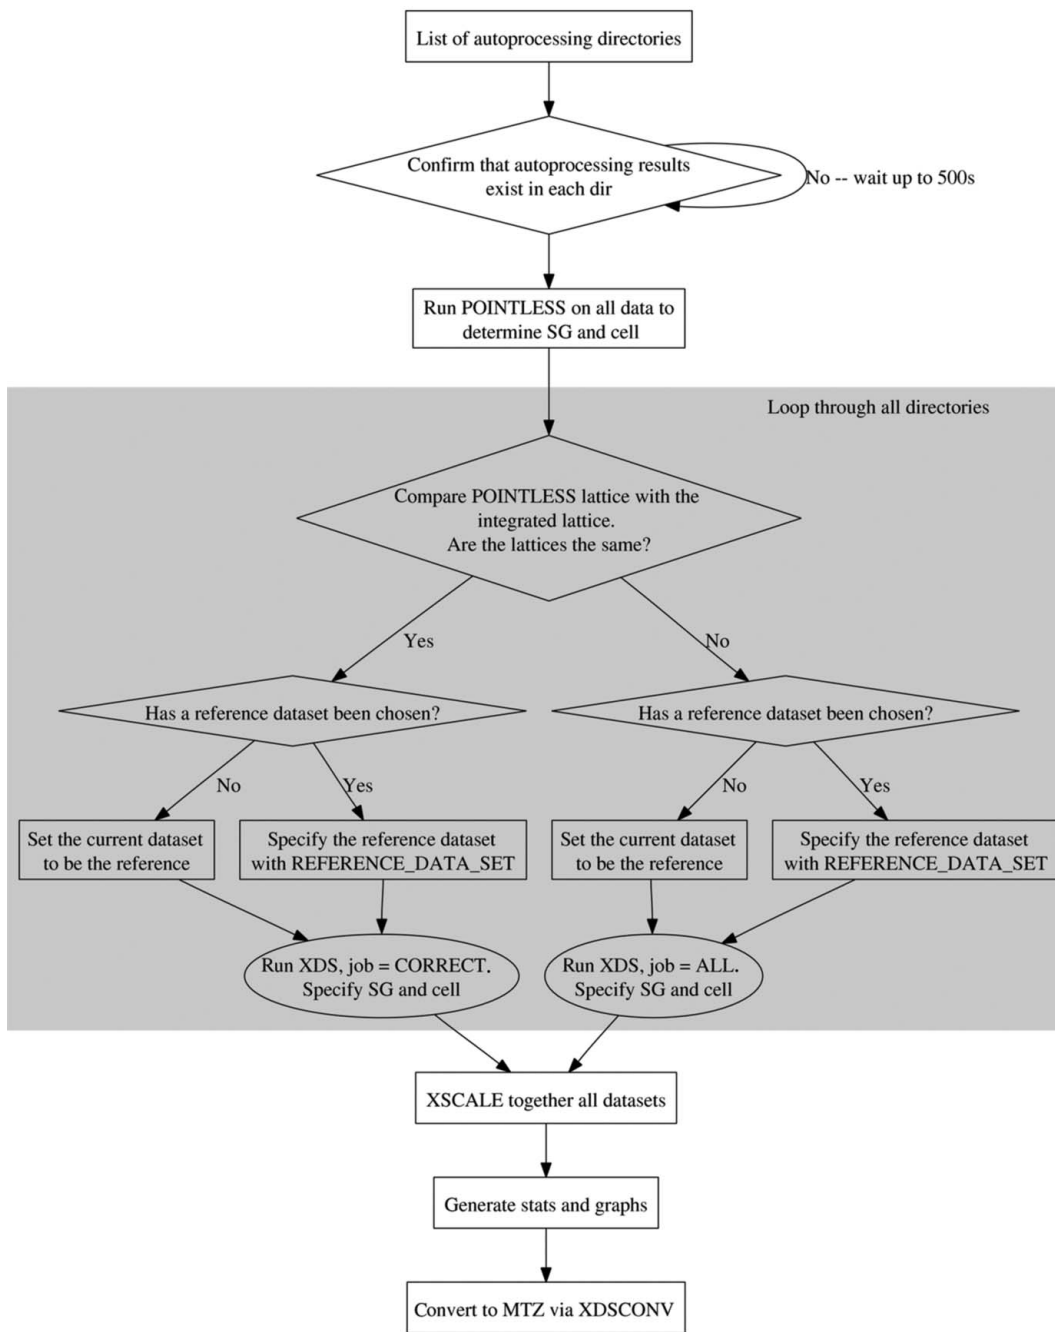 List of autoprocessing directories
Confirm that autoprocessing results
exist in each dir
No -- wait up to 500s
Run POINTLESS on all data to
determine SG and cell
Loop through all directories
Compare POINTLESS lattice with the
integrated lattice.
Are the lattices the same?
Yes
No
Has a reference dataset been chosen?
Has a reference dataset been chosen?
No
Yes
No
Yes
Set the current dataset
to be the reference
Specify the reference dataset
with REFERENCE_DATA_SET
Set the current dataset
to be the reference
Specify the reference dataset
with REFERENCE_DATA_SET
Run XDS, job = CORRECT.
Specify SG and cell
Run XDS, job = ALL.
Specify SG and cell
XSCALE together all datasets
Generate stats and graphs
Convert to MTZ via XDSCONV